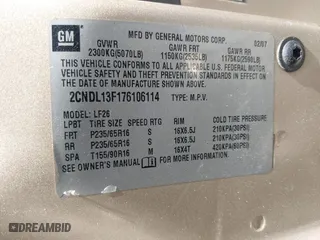 GM
MFD BY GENERAL MOTORS CORP. 02/07
GVWR GAWR FRT GAWR RR
2300KG(5070LB) 1150KG(2535LB) 1175KG(2590LB)
THIS VEHICLE CONFORMS TO ALL APPLICABLE U.S. FEDERAL
MOTOR VEHICLE SAFETY, BUMPER, AND THEFT PREVENTION
STANDARDS IN EFFECT ON THE DATE OF MANUFACTURE SHOWN ABOVE.
2CNDL13F176106114 TYPE: M.P.V.
MODEL: LF26
LPBT TIRE SIZE SPEED RTG RIM COLD TIRE PRESSURE
FRT P235/65R16 S 16X6.5J 210KPA(30PSI)
RR P235/65R16 S 16X6.5J 210KPA(30PSI)
SPA T155/90R16 M 16X4T 420KPA(60PSI)
SEE OWNER'S MANUAL FOR ADDITIONAL INFORMATION.
DREAMBID